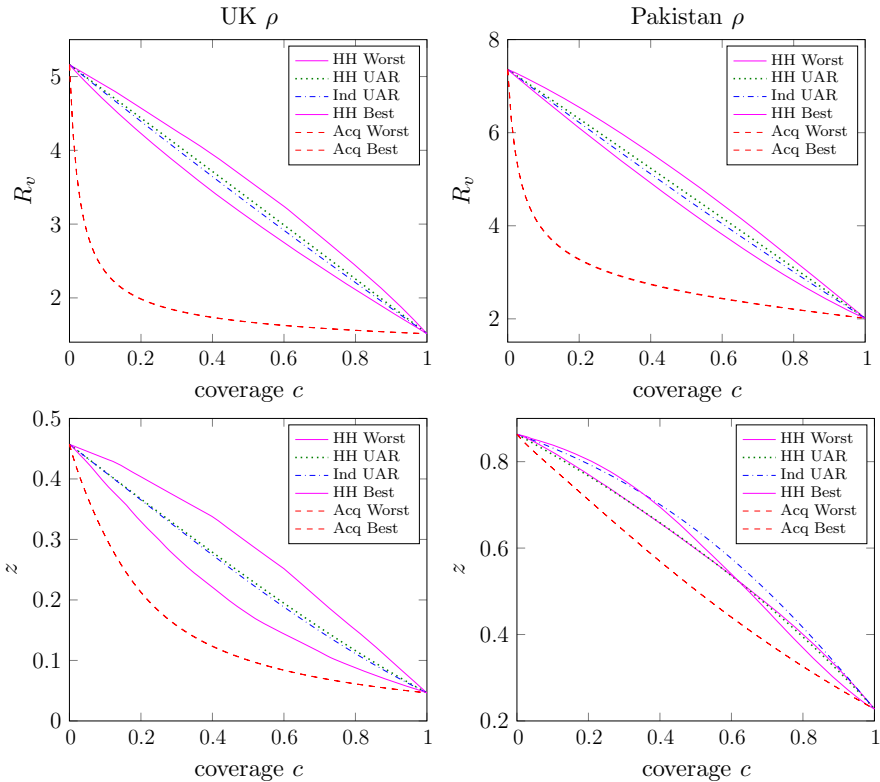 UK ρ
Pakistan ρ
R_v
5
4
3
2
0
0.2
0.4
0.6
0.8
1
coverage c
HH Worst
HH UAR
Ind UAR
HH Best
Acq Worst
Acq Best
R_v
8
6
4
2
0
0.2
0.4
0.6
0.8
1
coverage c
HH Worst
HH UAR
Ind UAR
HH Best
Acq Worst
Acq Best
z
0.5
0.4
0.3
0.2
0.1
0
0
0.2
0.4
0.6
0.8
1
coverage c
HH Worst
HH UAR
Ind UAR
HH Best
Acq Worst
Acq Best
z
0.8
0.6
0.4
0.2
0
0.2
0.4
0.6
0.8
1
coverage c
HH Worst
HH UAR
Ind UAR
HH Best
Acq Worst
Acq Best